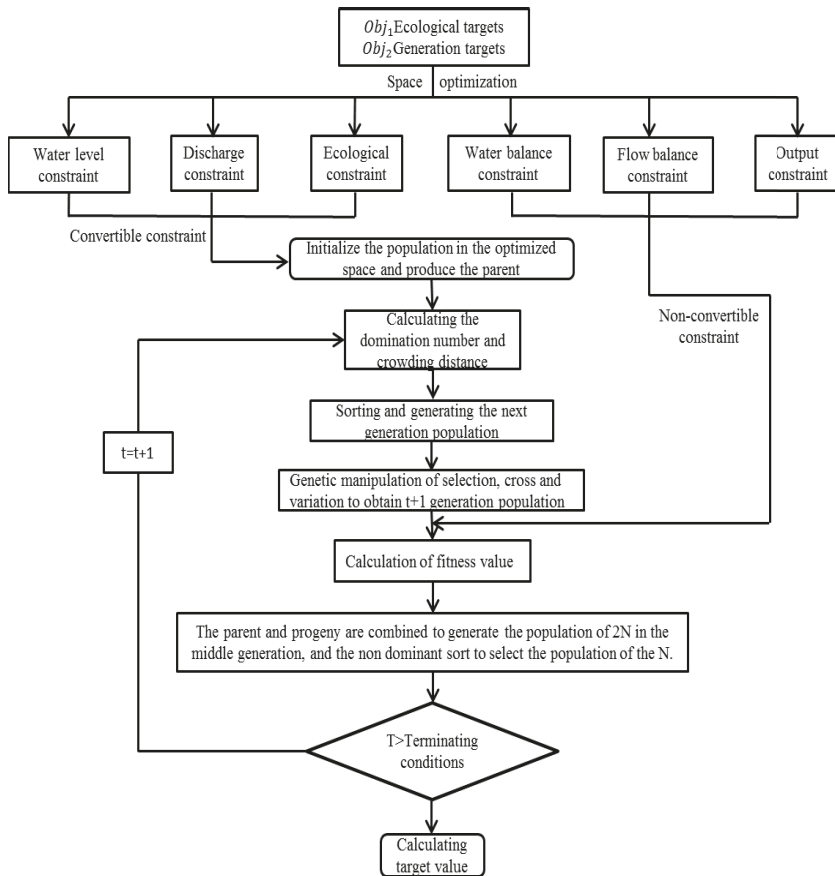 Obj₁Ecological targets
Obj₂Generation targets
Space optimization
Water level
constraint
Discharge
constraint
Ecological
constraint
Water balance
constraint
Flow balance
constraint
Output
constraint
Convertible constraint
Initialize the population in the optimized
space and produce the parent
Non-convertible
constraint
Calculating the
domination number and
crowding distance
Sorting and generating the next
generation population
t=t+1
Genetic manipulation of selection, cross and
variation to obtain t+1 generation population
Calculation of fitness value
The parent and progeny are combined to generate the population of 2N in the
middle generation, and the non dominant sort to select the population of the N.
T>Terminating
conditions
Calculating
target value